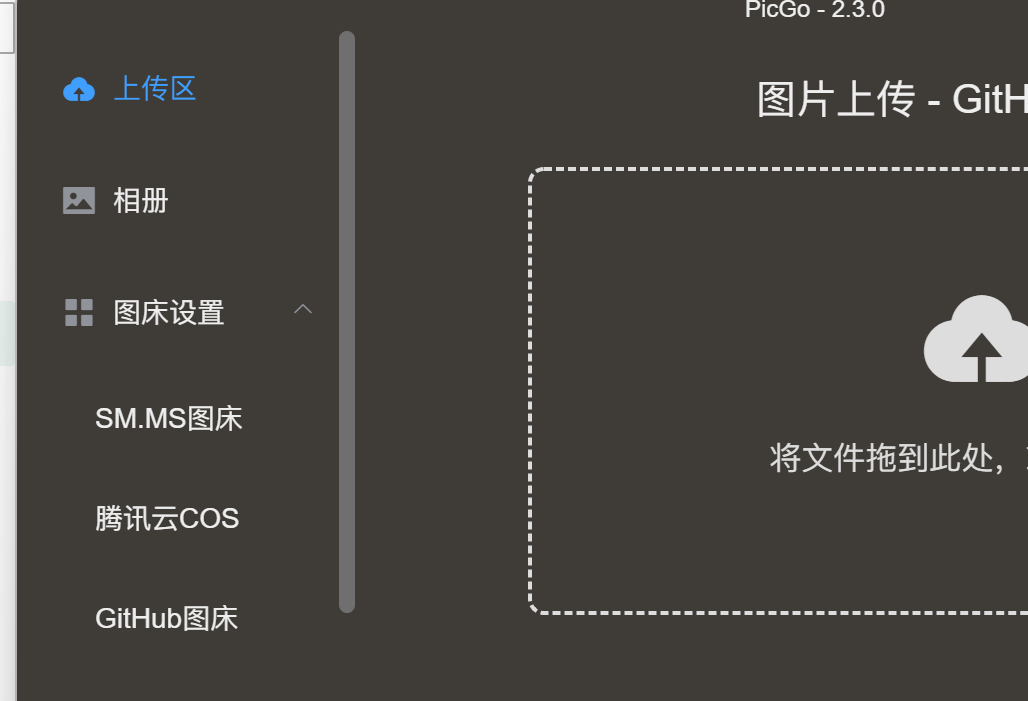 PicGo - 2.3.0
上传区
相册
图床设置
SM.MS图床
腾讯云COS
GitHub图床
图片上传 - GitH
将文件拖到此处，